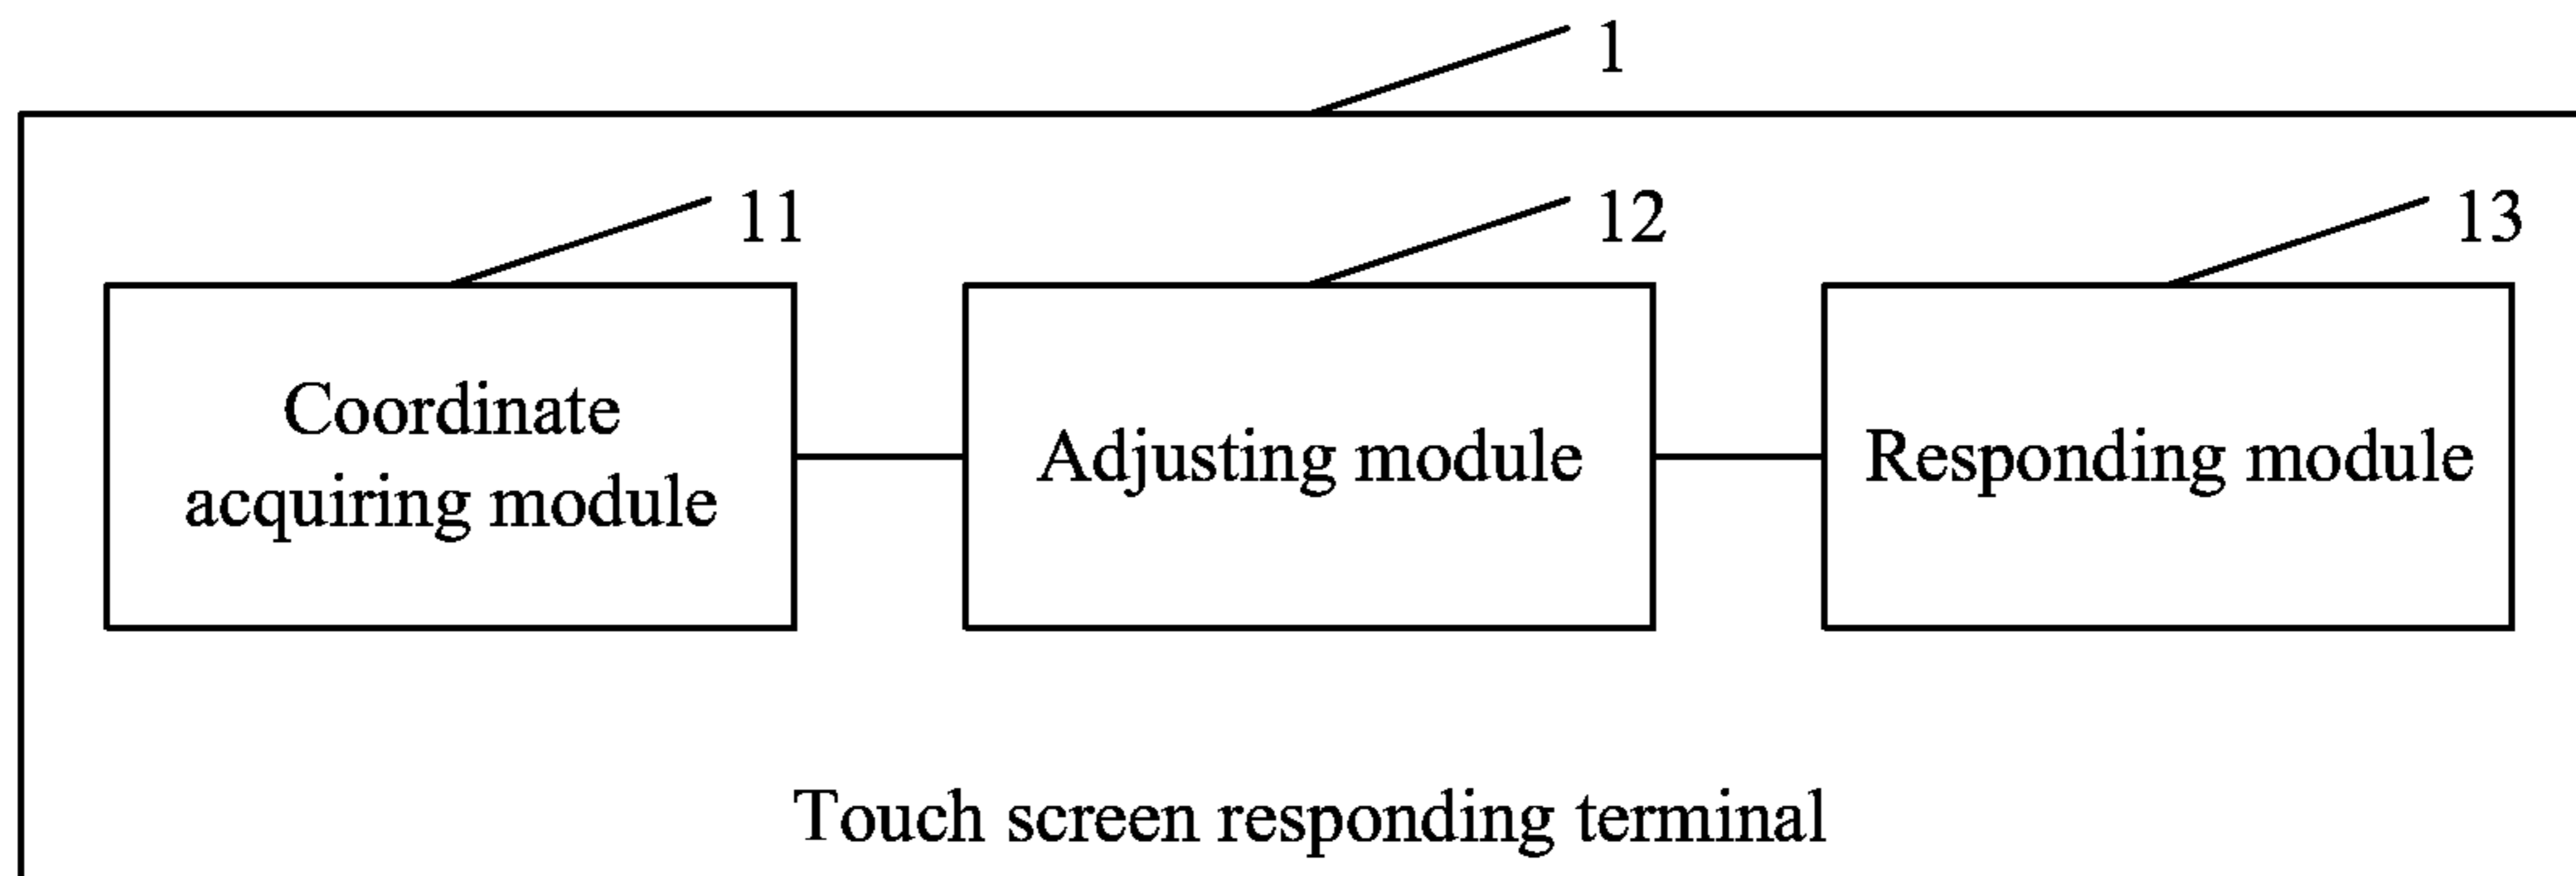 1
11
12
13
Coordinate
acquiring module
Adjusting module
Responding module
Touch screen responding terminal